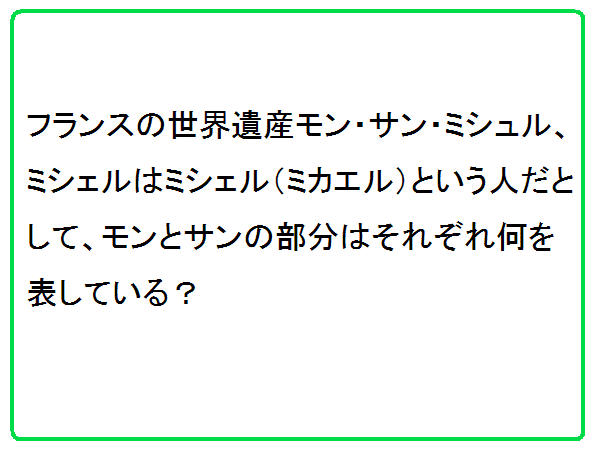 フランスの世界遺産モン・サン・ミシュル、
ミシェルはミシェル（ミカエル）という人だと
して、モンとサンの部分はそれぞれ何を
表している？